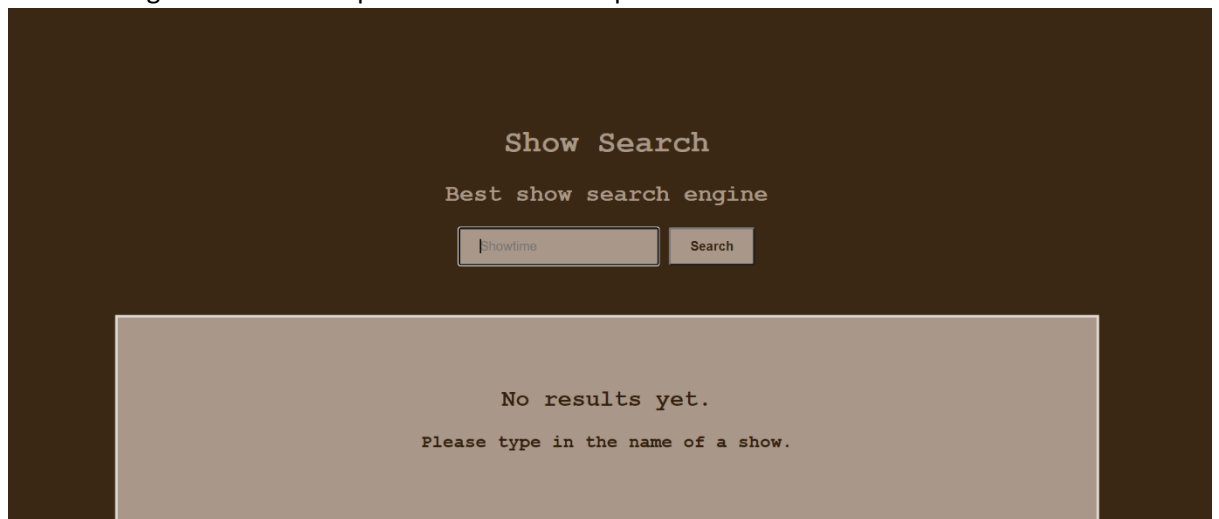 Show Search
Best show search engine
Showtime Search
No results yet.
Please type in the name of a show.